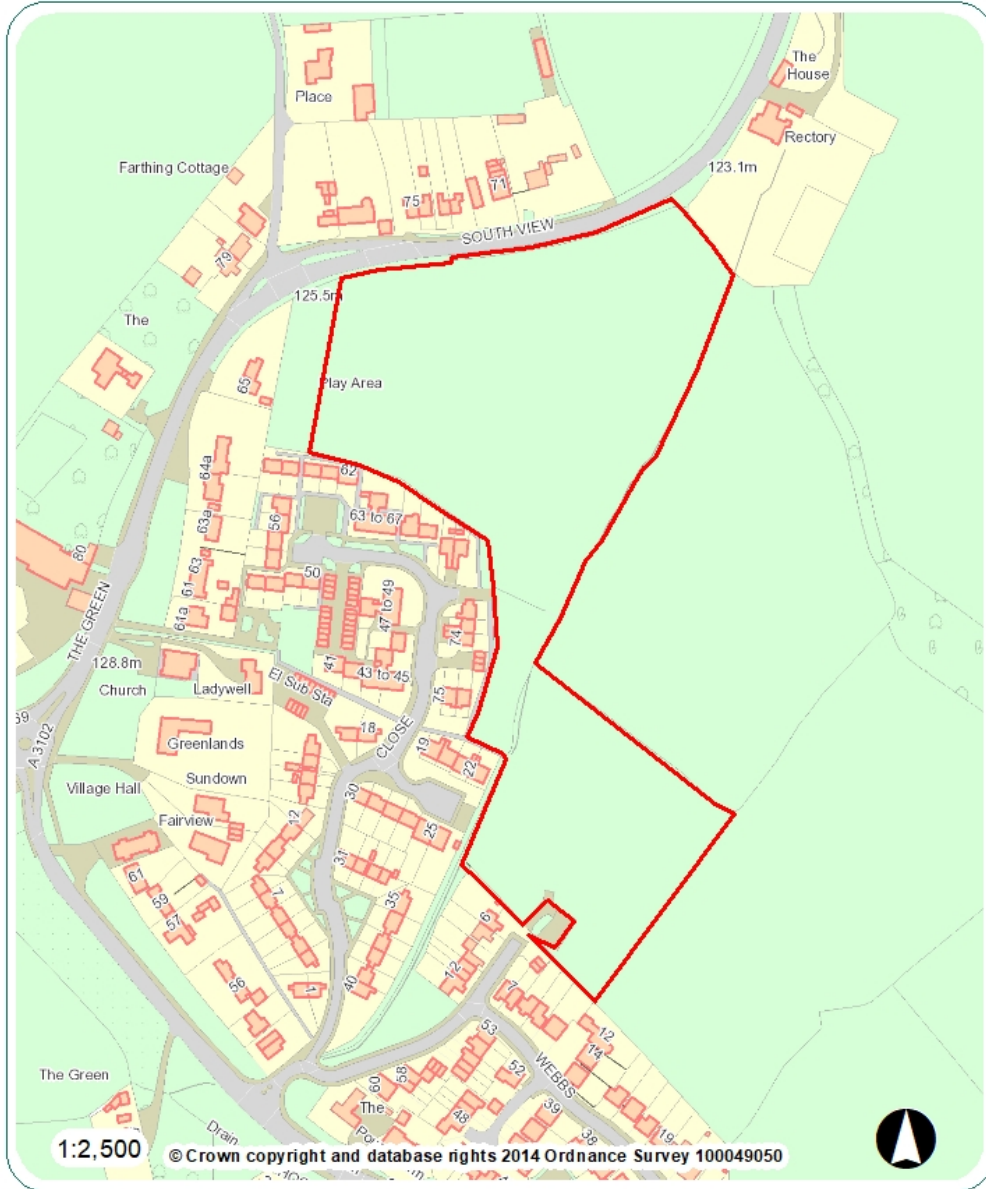 The
House
Place
Rectory
Farthing Cottage
123.1m
75
71
SOUTH VIEW
79
125.5m
The
65
Play Area
64a
62
63a
56
63 to 67
80
63
61
50
47 to 49
61a
74
THE GREEN
128.8m
41
43 to 45
Church
Ladywell
El Sub Sta
75
18
CLOSE
19
69
A 3102
Greenlands
22
Sundown
Village Hall
30
Fairview
12
25
31
61
7
59
35
6
57
12
56
1
40
7
53
12
14
The Green
60
58
52
WEBBS
The
39
48
38
19
Drain
1:2,500
© Crown copyright and database rights 2014 Ordnance Survey 100049050